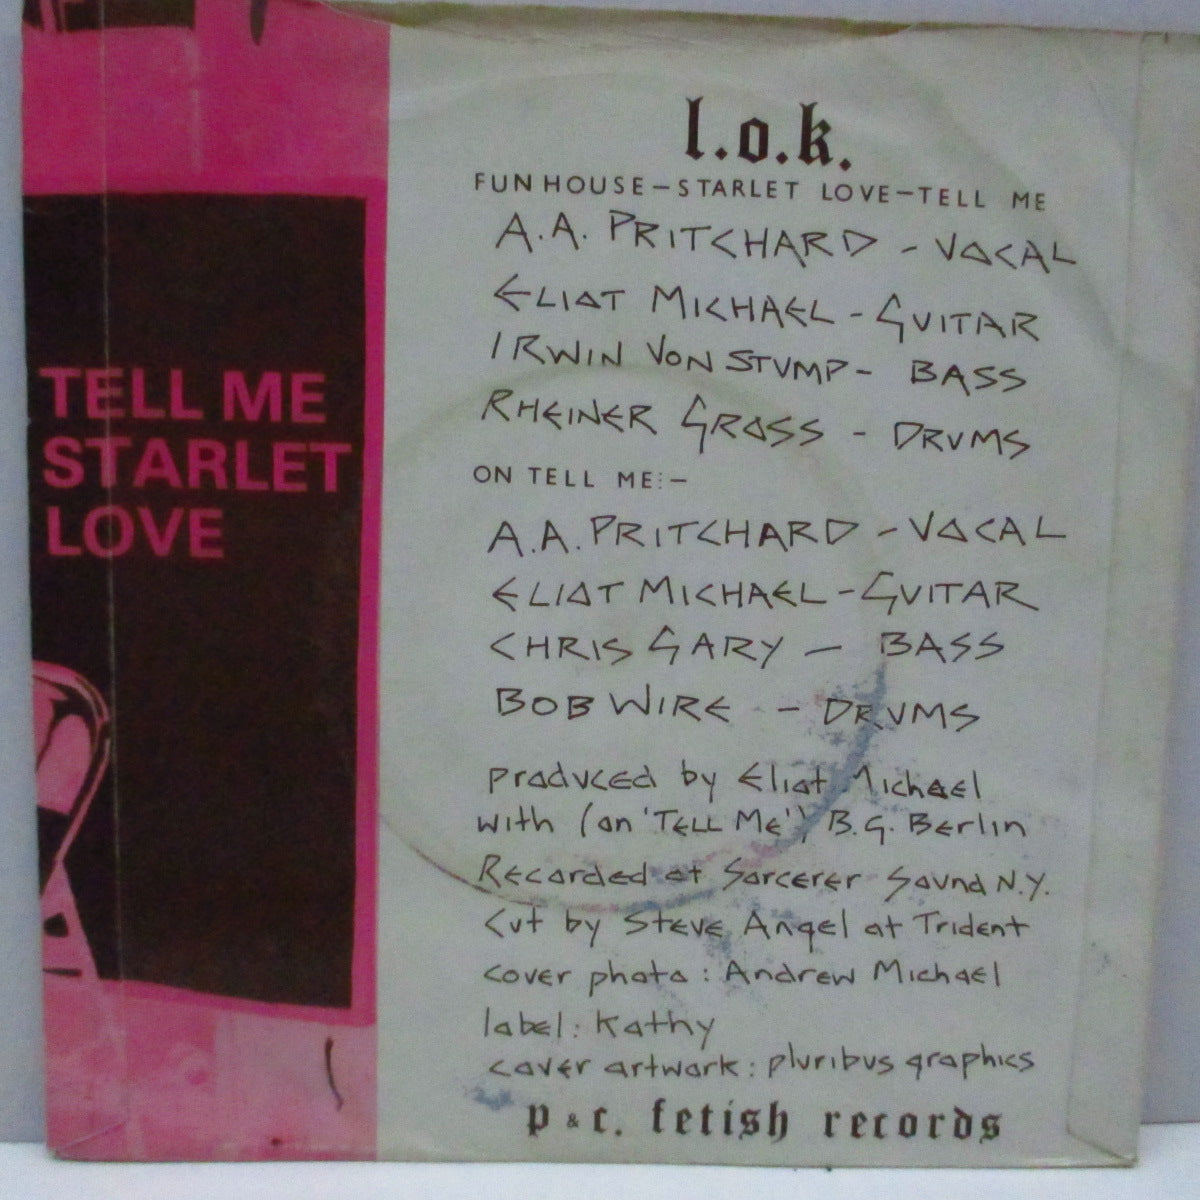 TELL ME
STARLET
LOVE
l.o.k.
FUN HOUSE – STARLET LOVE – TELL ME
A.A. PRITCHARD - VOCAL
ELIOT MICHAEL - GUITAR
IRWIN VON STUMP - BASS
RHEINER GROSS - DRUMS
ON TELL ME:-
A.A. PRITCHARD - VOCAL
ELIOT MICHAEL - GUITAR
CHRIS GARY - BASS
BOB WIRE - DRUMS
produced by Eliot Michael
with (on 'TELL ME') B.G. Berlin
Recorded at Sorcerer Sound N.Y.
Cut by Steve Angel at Trident
cover photo : Andrew Michael
label : Kathy
cover artwork : pluribus graphics
p & c. fetish records